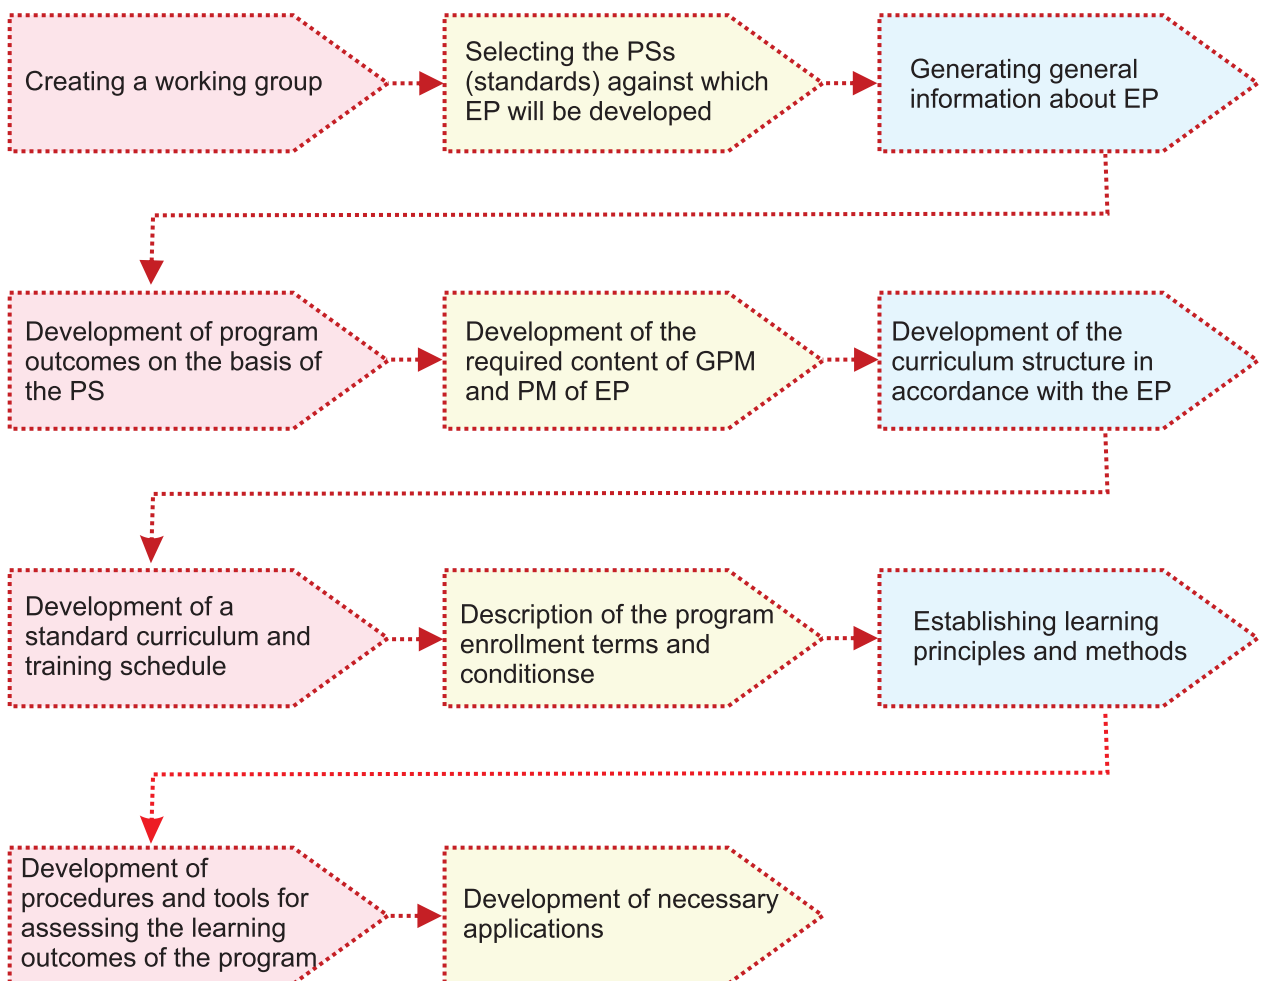 Creating a working group
Selecting the PSs
(standards) against which
EP will be developed
Generating general
information about EP
Development of program
outcomes on the basis of
the PS
Development of the
required content of GPM
and PM of EP
Development of the
curriculum structure in
accordance with the EP
Development of a
standard curriculum and
training schedule
Description of the program
enrollment terms and
conditionse
Establishing learning
principles and methods
Development of
procedures and tools for
assessing the learning
outcomes of the program
Development of necessary
applications